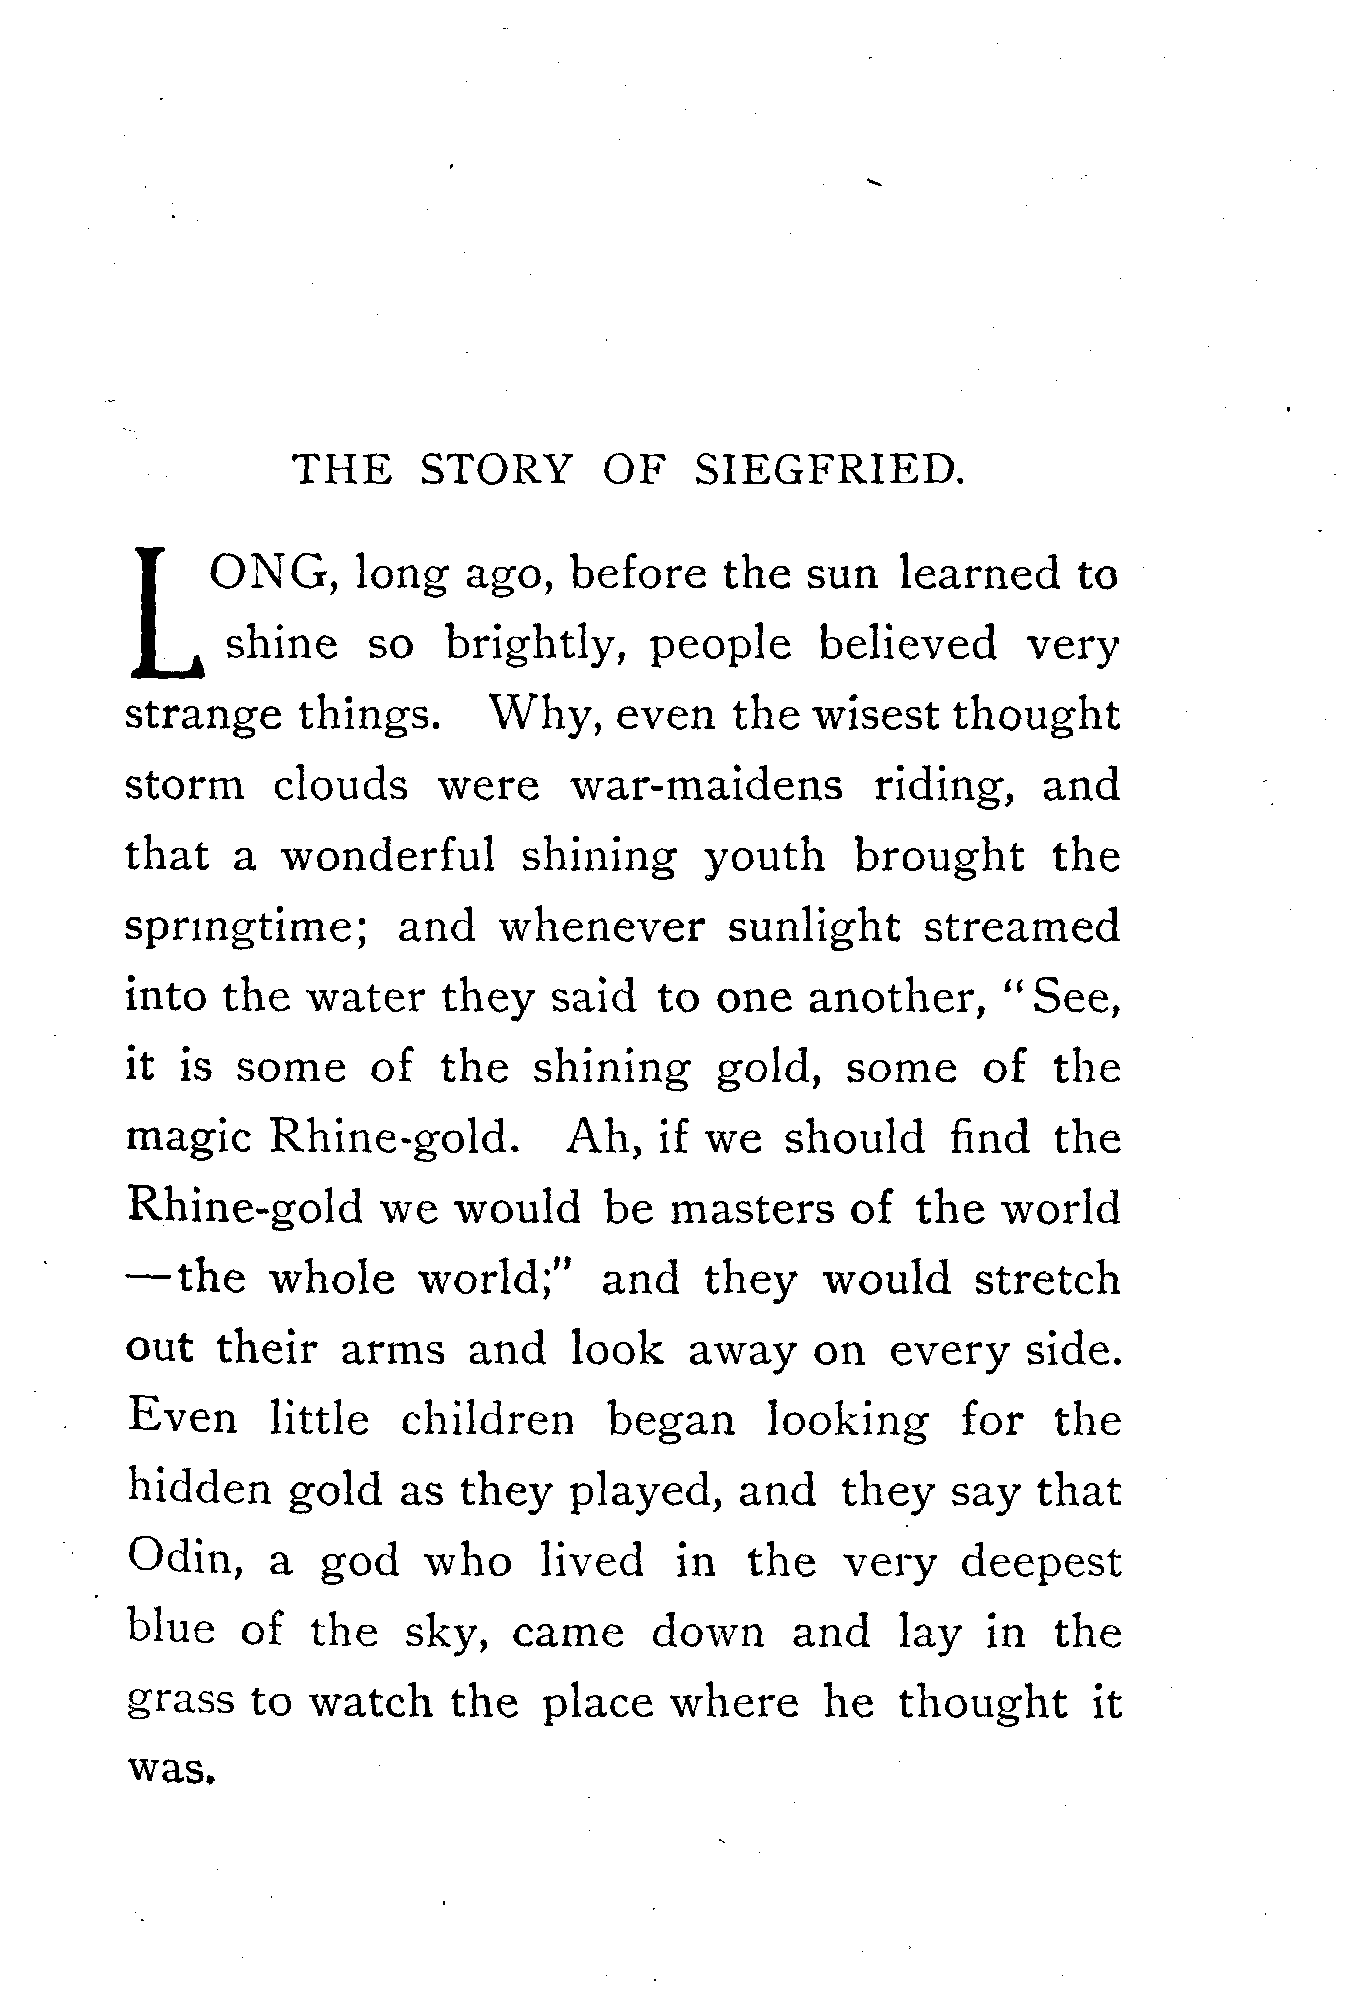 THE STORY OF SIEGFRIED.
LONG, long ago, before the sun learned to
shine so brightly, people believed very
strange things. Why, even the wisest thought
storm clouds were war-maidens riding, and
that a wonderful shining youth brought the
springtime; and whenever sunlight streamed
into the water they said to one another, “See,
it is some of the shining gold, some of the
magic Rhine-gold. Ah, if we should find the
Rhine-gold we would be masters of the world
—the whole world;” and they would stretch
out their arms and look away on every side.
Even little children began looking for the
hidden gold as they played, and they say that
Odin, a god who lived in the very deepest
blue of the sky, came down and lay in the
grass to watch the place where he thought it
was.